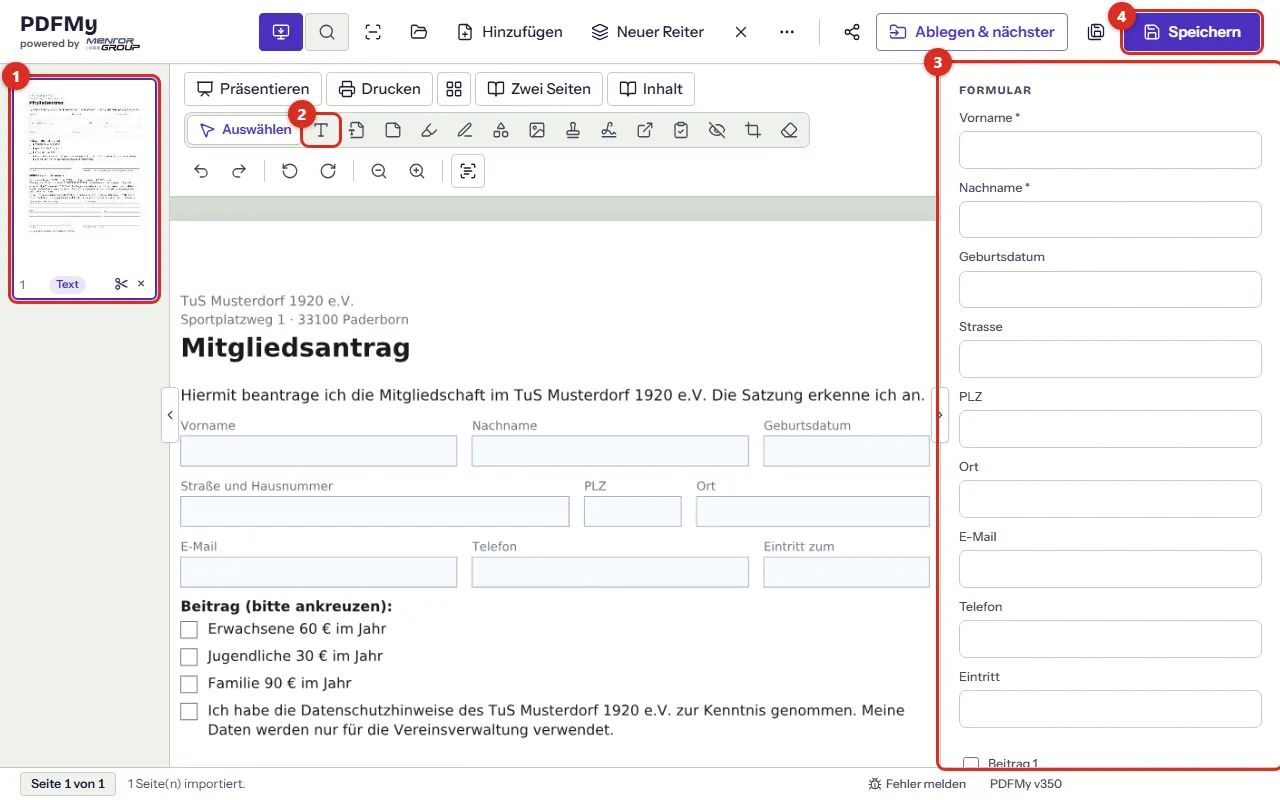 PDFMy
powered by MENTOR GROUP
Hinzufügen
Neuer Reiter
Ablegen & nächster
4
Speichern
1
3
Präsentieren
Drucken
Zwei Seiten
Inhalt
2
Auswählen
1
Text
TuS Musterdorf 1920 e.V.
Sportplatzweg 1 · 33100 Paderborn
Mitgliedsantrag
Hiermit beantrage ich die Mitgliedschaft im TuS Musterdorf 1920 e.V. Die Satzung erkenne ich an.
Vorname
Nachname
Geburtsdatum
Straße und Hausnummer
PLZ
Ort
E-Mail
Telefon
Eintritt zum
Beitrag (bitte ankreuzen):
Erwachsene 60 € im Jahr
Jugendliche 30 € im Jahr
Familie 90 € im Jahr
Ich habe die Datenschutzhinweise des TuS Musterdorf 1920 e.V. zur Kenntnis genommen. Meine
Daten werden nur für die Vereinsverwaltung verwendet.
FORMULAR
Vorname *
Nachname *
Geburtsdatum
Strasse
PLZ
Ort
E-Mail
Telefon
Eintritt
Beitrag 1
Seite 1 von 1
1 Seite(n) importiert.
Fehler melden
PDFMy v350